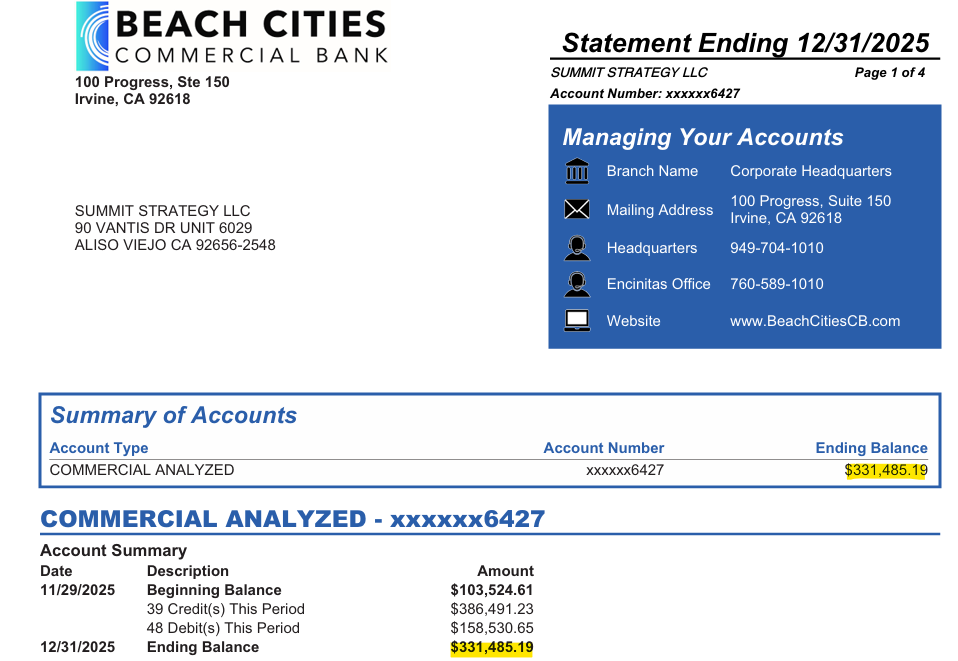 BEACH CITIES
COMMERCIAL BANK
100 Progress, Ste 150
Irvine, CA 92618
Statement Ending 12/31/2025
SUMMIT STRATEGY LLC Page 1 of 4
Account Number: xxxxxx6427
Managing Your Accounts
Branch Name Corporate Headquarters
Mailing Address 100 Progress, Suite 150
Irvine, CA 92618
Headquarters 949-704-1010
Encinitas Office 760-589-1010
Website www.BeachCitiesCB.com
SUMMIT STRATEGY LLC
90 VANTIS DR UNIT 6029
ALISO VIEJO CA 92656-2548
Summary of Accounts
Account Type Account Number Ending Balance
COMMERCIAL ANALYZED xxxxxx6427 $331,485.19
COMMERCIAL ANALYZED - xxxxxx6427
Account Summary
Date Description Amount
11/29/2025 Beginning Balance $103,524.61
39 Credit(s) This Period $386,491.23
48 Debit(s) This Period $158,530.65
12/31/2025 Ending Balance $331,485.19